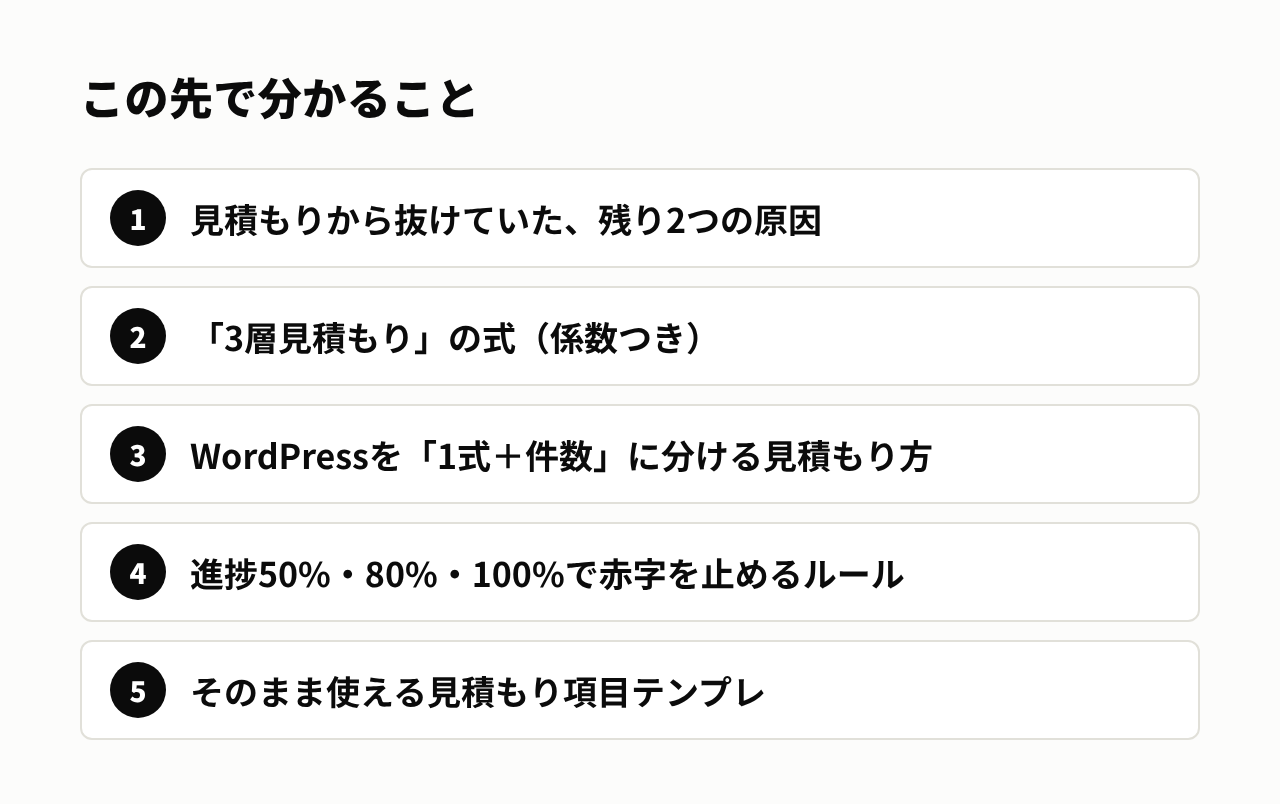 この先で分かること
1 見積もりから抜けていた、残り2つの原因
2 「3層見積もり」の式（係数つき）
3 WordPressを「1式＋件数」に分ける見積もり方
4 進捗50%・80%・100%で赤字を止めるルール
5 そのまま使える見積もり項目テンプレ